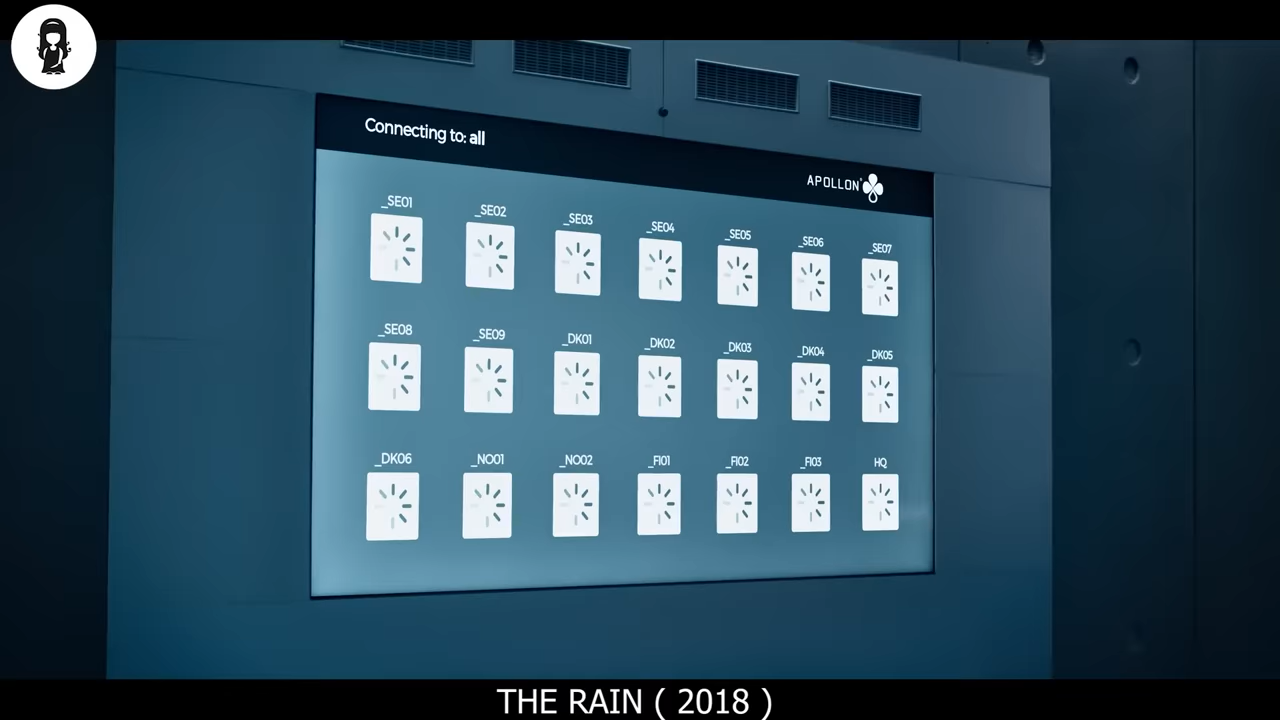 Connecting to: all
APOLLON
_SE01 _SE02 _SE03 _SE04 _SE05 _SE06 _SE07
_SE08 _SE09 _DK01 _DK02 _DK03 _DK04 _DK05
_DK06 _NO01 _NO02 _FI01 _FI02 _FI03 HQ
THE RAIN ( 2018 )